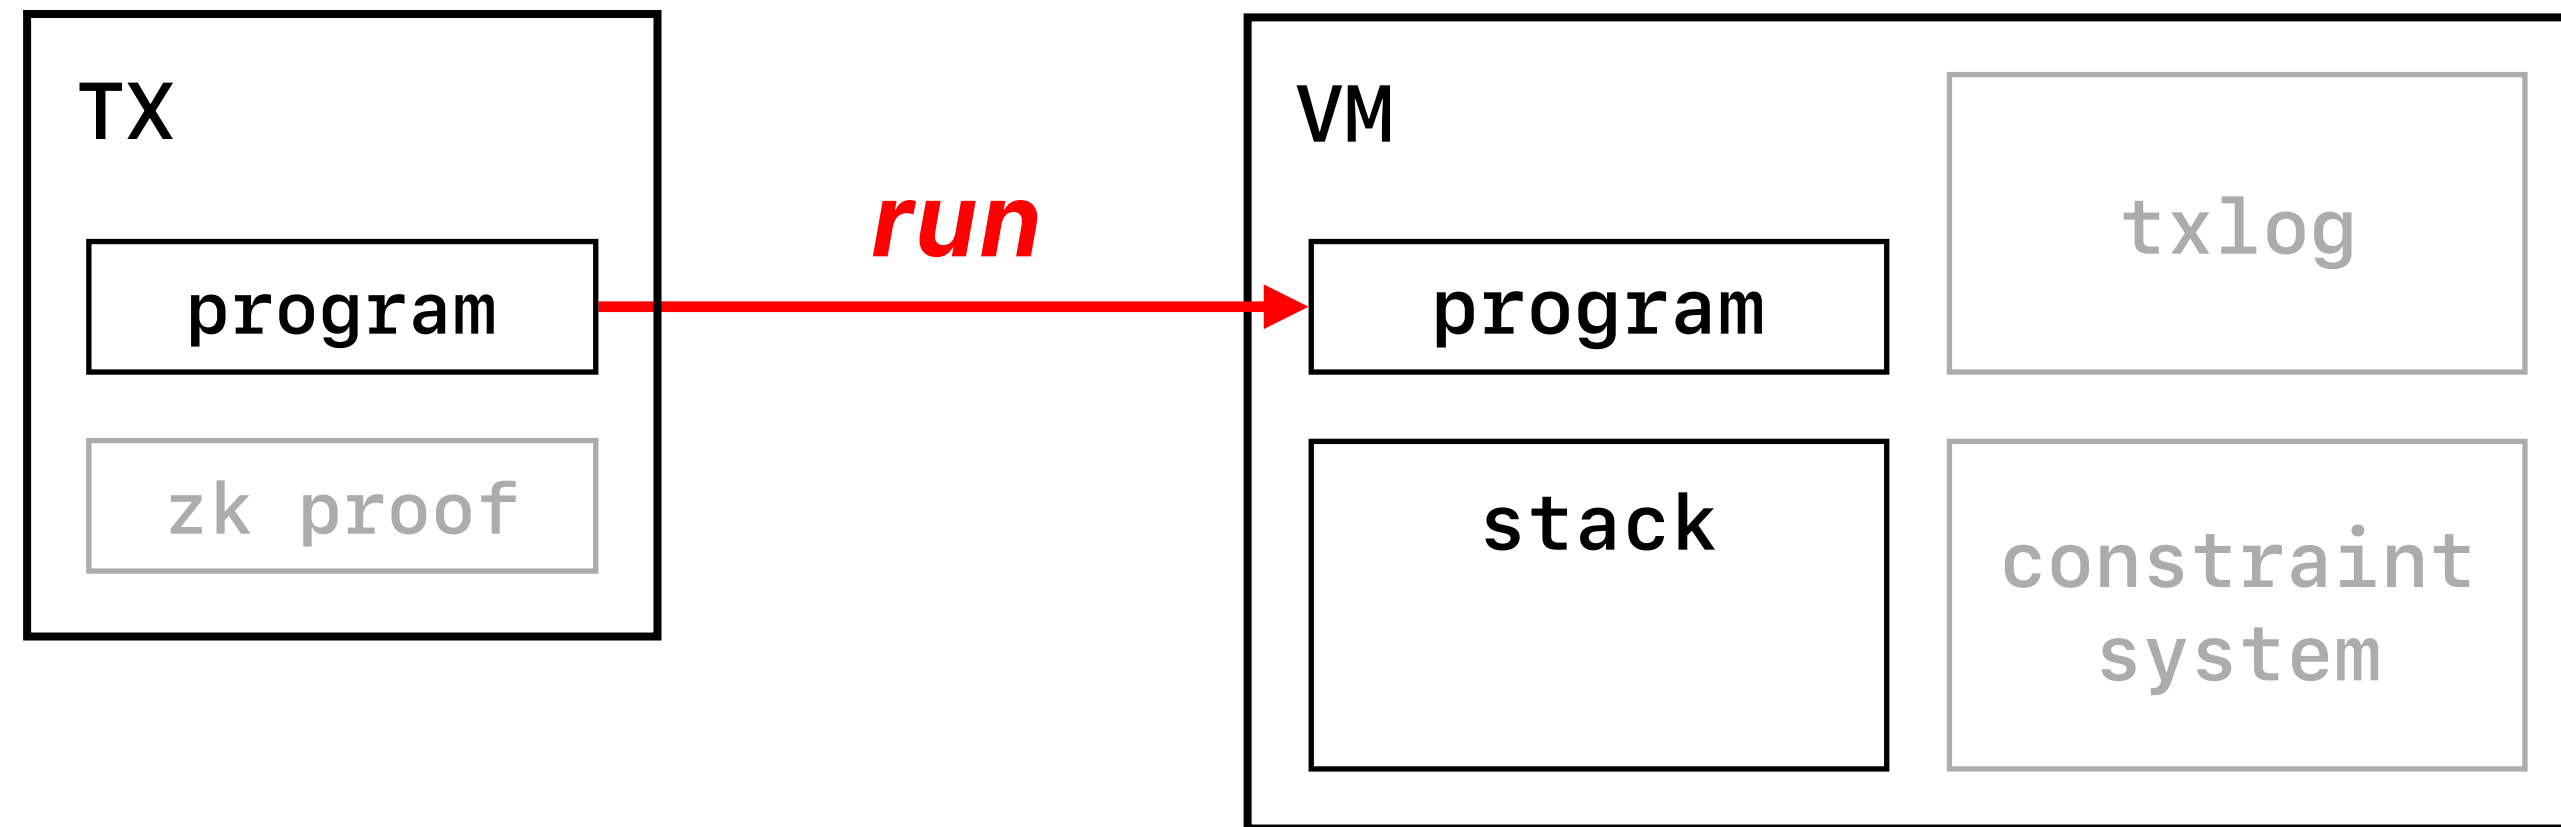 TX
program
zk proof
run
VM
program
stack
txlog
constraint
system